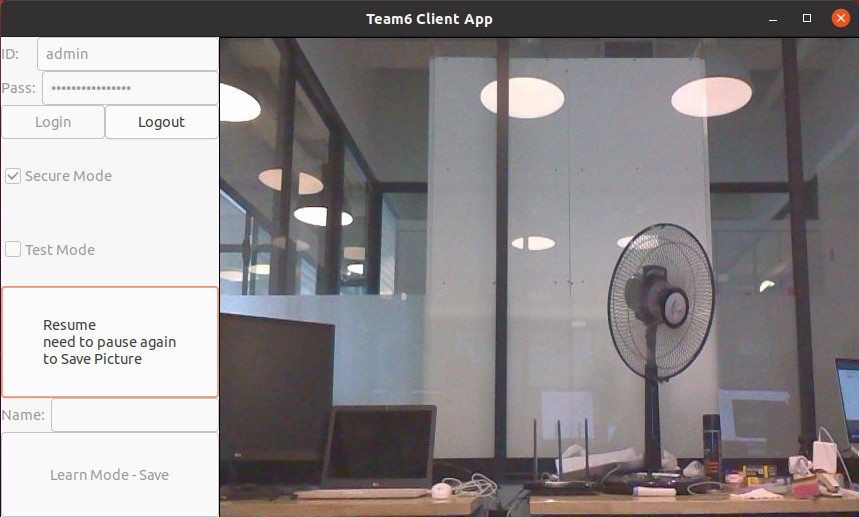 Team6 Client App
ID:
admin
Pass:
••••••••••••••••
Login
Logout
Secure Mode
Test Mode
Resume
need to pause again
to Save Picture
Name:
Learn Mode - Save